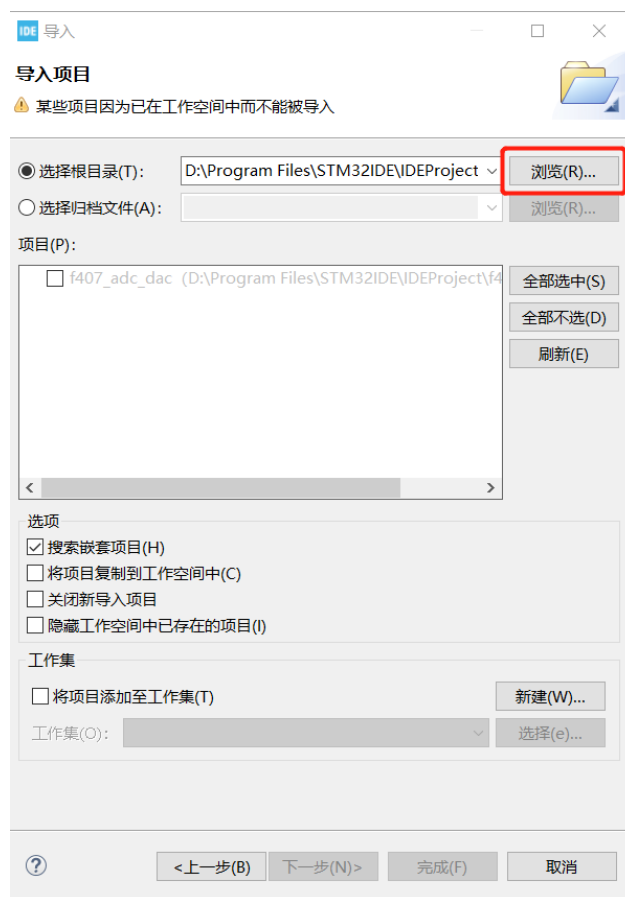 IDE 导入
导入项目
某些项目因为已在工作空间中而不能被导入
选择根目录(T): D:\Program Files\STM32IDE\IDEProject 浏览(R)...
选择归档文件(A): 浏览(R)...
项目(P):
f407_adc_dac (D:\Program Files\STM32IDE\IDEProject\f4 全部选中(S)
全部不选(D)
刷新(E)
选项
搜索嵌套项目(H)
将项目复制到工作空间中(C)
关闭新导入项目
隐藏工作空间中已存在的项目(I)
工作集
将项目添加至工作集(T) 新建(W)...
工作集(O): 选择(e)...
? <上一步(B) 下一步(N)> 完成(F) 取消